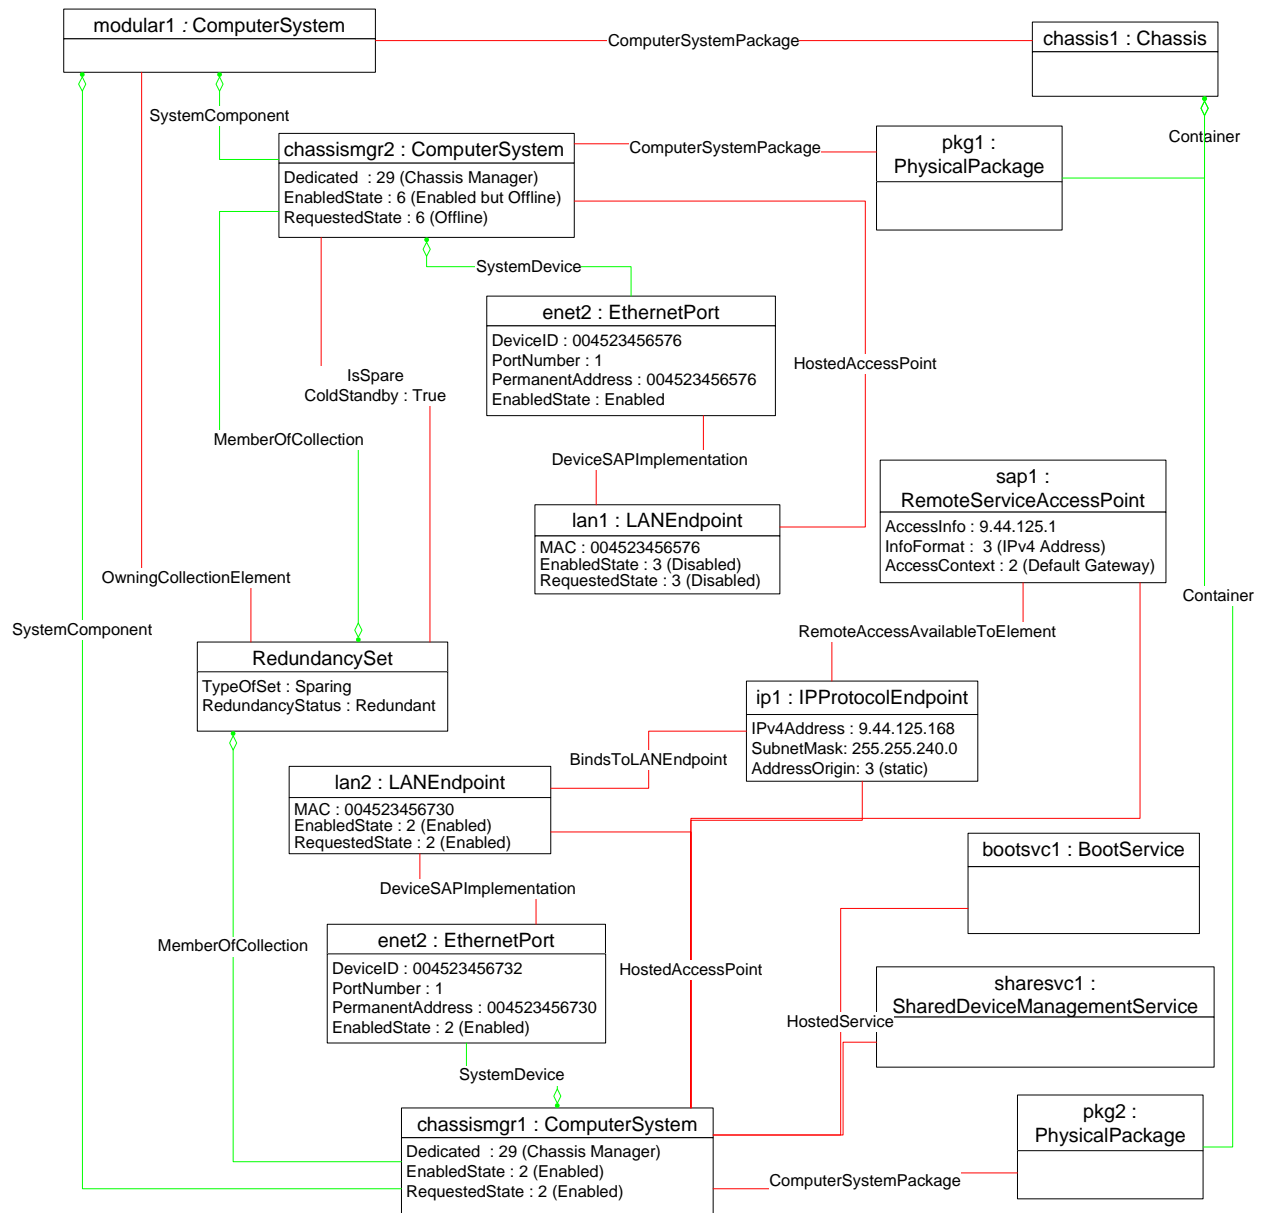 modular1 : ComputerSystem
ComputerSystemPackage
chassis1 : Chassis
SystemComponent
Container
chassismgr2 : ComputerSystem
Dedicated : 29 (Chassis Manager)
EnabledState : 6 (Enabled but Offline)
RequestedState : 6 (Offline)
ComputerSystemPackage
pkg1 :
PhysicalPackage
SystemDevice
enet2 : EthernetPort
DeviceID : 004523456576
PortNumber : 1
PermanentAddress : 004523456576
EnabledState : Enabled
HostedAccessPoint
IsSpare
ColdStandby : True
MemberOfCollection
DeviceSAPImplementation
sap1 :
RemoteServiceAccessPoint
AccessInfo : 9.44.125.1
InfoFormat : 3 (IPv4 Address)
AccessContext : 2 (Default Gateway)
lan1 : LANEndpoint
MAC : 004523456576
EnabledState : 3 (Disabled)
RequestedState : 3 (Disabled)
OwningCollectionElement
Container
SystemComponent
RemoteAccessAvailableToElement
RedundancySet
TypeOfSet : Sparing
RedundancyStatus : Redundant
ip1 : IPProtocolEndpoint
IPv4Address : 9.44.125.168
SubnetMask: 255.255.240.0
AddressOrigin: 3 (static)
BindsToLANEndpoint
lan2 : LANEndpoint
MAC : 004523456730
EnabledState : 2 (Enabled)
RequestedState : 2 (Enabled)
bootsvc1 : BootService
DeviceSAPImplementation
MemberOfCollection
enet2 : EthernetPort
DeviceID : 004523456732
PortNumber : 1
PermanentAddress : 004523456730
EnabledState : 2 (Enabled)
HostedAccessPoint
sharesvc1 :
SharedDeviceManagementService
HostedService
SystemDevice
chassismgr1 : ComputerSystem
Dedicated : 29 (Chassis Manager)
EnabledState : 2 (Enabled)
RequestedState : 2 (Enabled)
ComputerSystemPackage
pkg2 :
PhysicalPackage